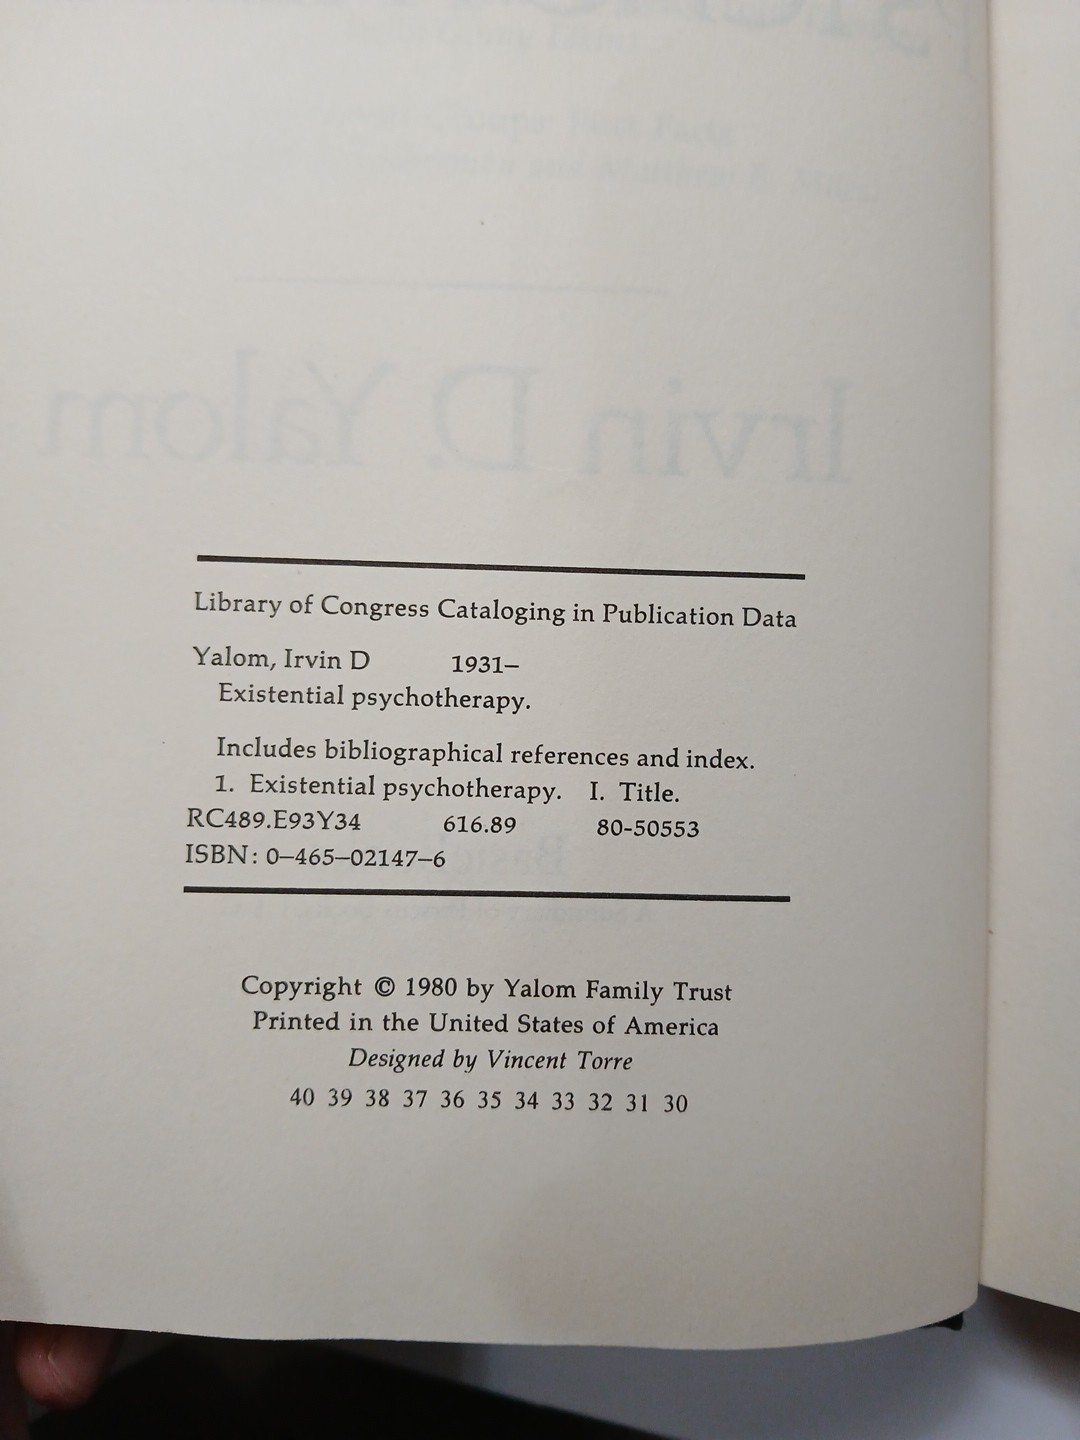 Irvin D. Yalom
Library of Congress Cataloging in Publication Data
Yalom, Irvin D 1931–
Existential psychotherapy.
Includes bibliographical references and index.
1. Existential psychotherapy. I. Title.
RC489.E93Y34 616.89 80-50553
ISBN: 0–465–02147–6
Copyright © 1980 by Yalom Family Trust
Printed in the United States of America
Designed by Vincent Torre
40 39 38 37 36 35 34 33 32 31 30